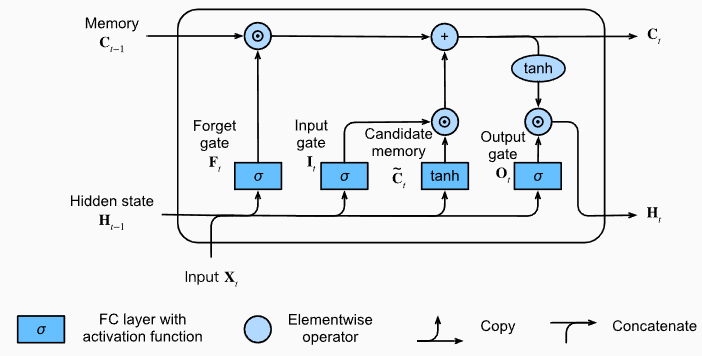 Memory
C_{t−1}
+
C_t
tanh
Forget
gate
F_t
Input
gate
I_t
Candidate
memory
C̃_t
Output
gate
O_t
σ
σ
tanh
σ
Hidden state
H_{t−1}
H_t
Input X_t
σ
FC layer with
activation function
Elementwise
operator
Copy
Concatenate